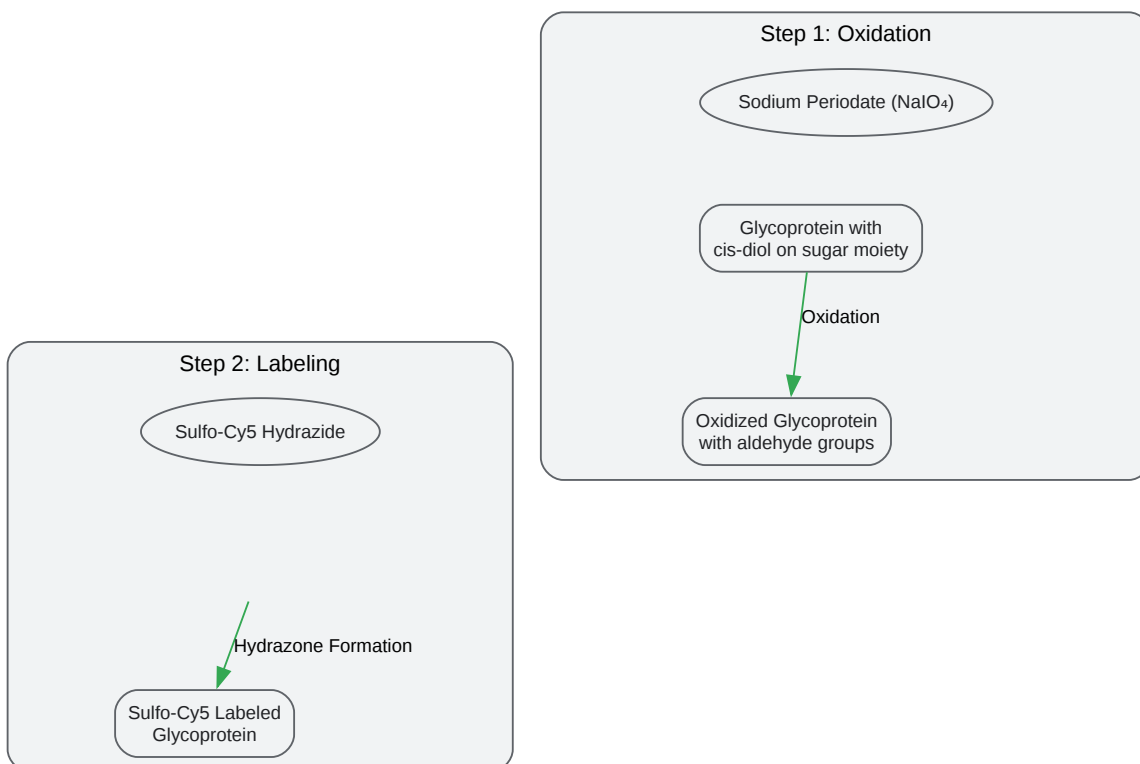 Step 1: Oxidation
Sodium Periodate (NaIO₄)
Glycoprotein with
cis-diol on sugar moiety
Oxidation
Oxidized Glycoprotein
with aldehyde groups
Step 2: Labeling
Sulfo-Cy5 Hydrazide
Hydrazone Formation
Sulfo-Cy5 Labeled
Glycoprotein